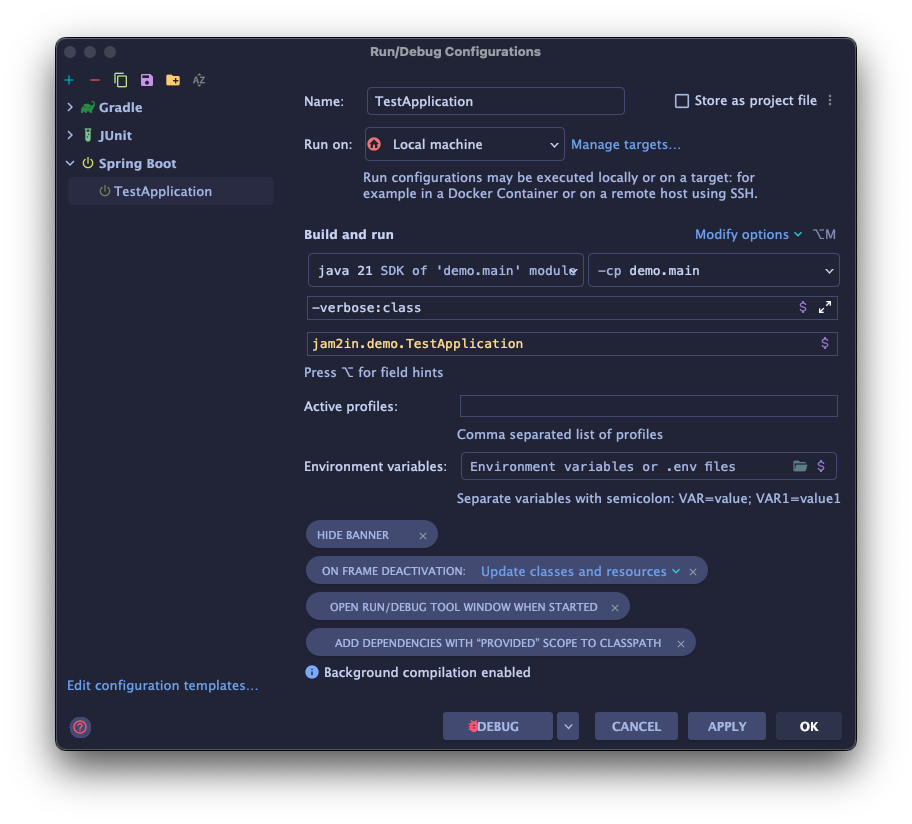 Run/Debug Configurations
Gradle
JUnit
Spring Boot
TestApplication
Edit configuration templates...
Name: TestApplication Store as project file
Run on: Local machine Manage targets...
Run configurations may be executed locally or on a target: for
example in a Docker Container or on a remote host using SSH.
Build and run Modify options ⌥M
java 21 SDK of 'demo.main' module -cp demo.main
-verbose:class $
jam2in.demo.TestApplication $
Press ⌥ for field hints
Active profiles:
Comma separated list of profiles
Environment variables: Environment variables or .env files $
Separate variables with semicolon: VAR=value; VAR1=value1
HIDE BANNER ×
ON FRAME DEACTIVATION: Update classes and resources ×
OPEN RUN/DEBUG TOOL WINDOW WHEN STARTED ×
ADD DEPENDENCIES WITH “PROVIDED” SCOPE TO CLASSPATH ×
Background compilation enabled
? DEBUG CANCEL APPLY OK